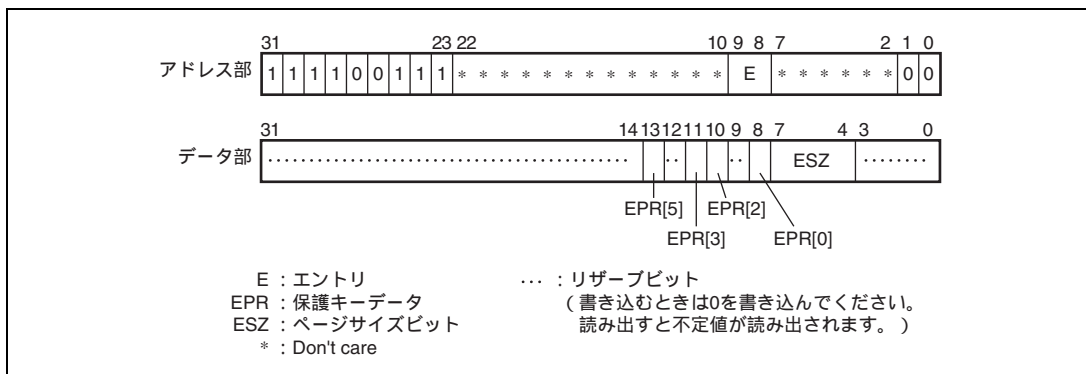 31 23 22 10 9 8 7 2 1 0
アドレス部 1 1 1 1 0 0 1 1 1 * * * * * * * * * * * * * E * * * * * * 0 0
31 14 13 12 11 10 9 8 7 4 3 0
データ部 ‥‥‥‥‥‥‥‥‥‥‥‥‥‥‥‥‥‥‥‥ ‥ ‥ ESZ ‥‥‥‥
EPR[5] EPR[2]
EPR[3] EPR[0]
E : エントリ … : リザーブビット
EPR : 保護キーデータ (書き込むときは0を書き込んでください。
ESZ : ページサイズビット 読み出すと不定値が読み出されます。)
* : Don't care